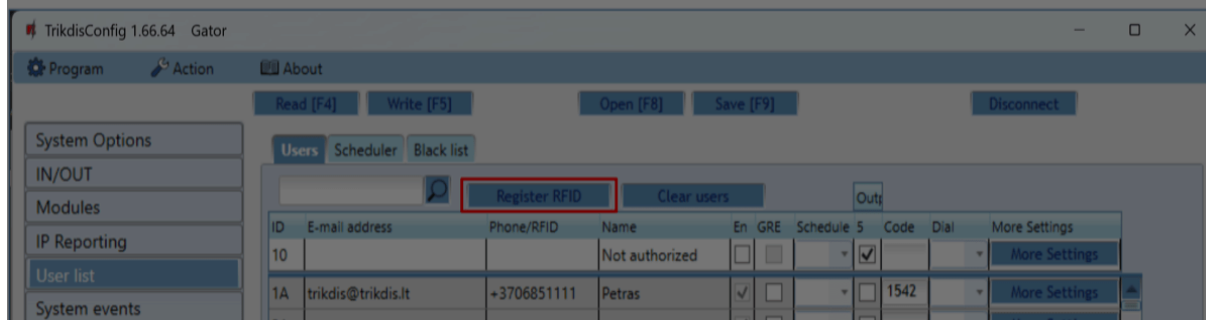 TrikdisConfig 1.66.64 Gator
Program Action About
Read [F4] Write [F5] Open [F8] Save [F9] Disconnect
System Options
IN/OUT
Modules
IP Reporting
User list
System events
Users Scheduler Black list
Register RFID Clear users Outp
ID E-mail address Phone/RFID Name En GRE Schedule 5 Code Dial More Settings
10 Not authorized More Settings
1A trikdis@trikdis.lt +3706851111 Petras 1542 More Settings